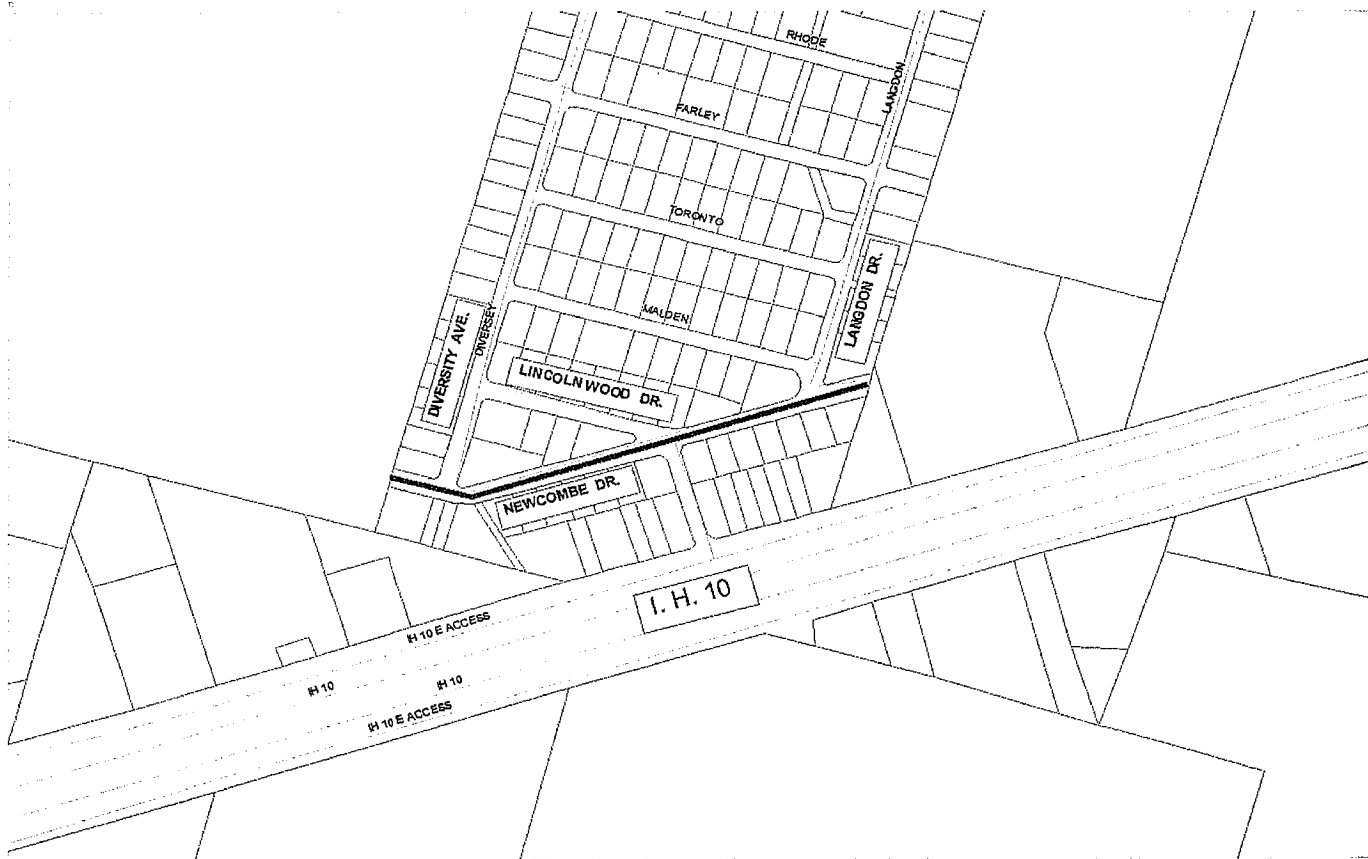 RHODE
LANGDON
FARLEY
TORONTO
LANGDON DR.
MALDEN
DIVERSEY
DIVERSITY AVE.
LINCOLNWOOD DR.
NEWCOMBE DR.
I. H. 10
IH 10 E ACCESS
IH 10
IH 10
IH 10 E ACCESS